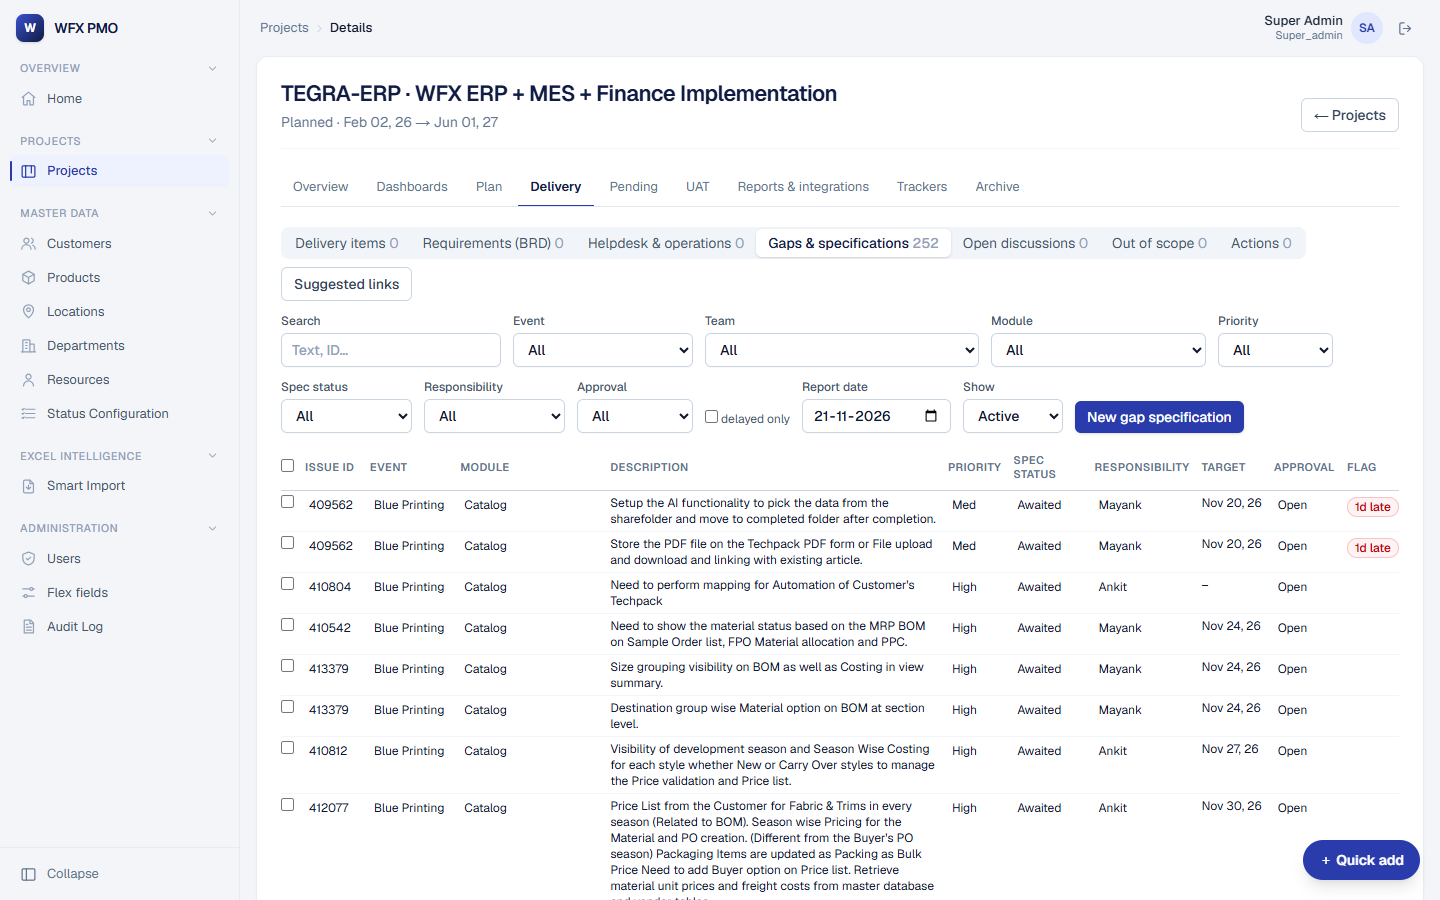 W WFX PMO
OVERVIEW
Home
PROJECTS
Projects
MASTER DATA
Customers
Products
Locations
Departments
Resources
Status Configuration
EXCEL INTELLIGENCE
Smart Import
ADMINISTRATION
Users
Flex fields
Audit Log
Collapse
Projects › Details
Super Admin
Super_admin
SA
TEGRA-ERP · WFX ERP + MES + Finance Implementation
Planned · Feb 02, 26 → Jun 01, 27
← Projects
Overview Dashboards Plan Delivery Pending UAT Reports & integrations Trackers Archive
Delivery items 0 Requirements (BRD) 0 Helpdesk & operations 0 Gaps & specifications 252 Open discussions 0 Out of scope 0 Actions 0
Suggested links
Search Event Team Module Priority
Text, ID... All All All All
Spec status Responsibility Approval Report date Show
All All All delayed only 21-11-2026 Active New gap specification
ISSUE ID EVENT MODULE DESCRIPTION PRIORITY SPEC STATUS RESPONSIBILITY TARGET APPROVAL FLAG
409562 Blue Printing Catalog Setup the AI functionality to pick the data from the Med Awaited Mayank Nov 20, 26 Open 1d late
sharefolder and move to completed folder after completion.
409562 Blue Printing Catalog Store the PDF file on the Techpack PDF form or File upload Med Awaited Mayank Nov 20, 26 Open 1d late
and download and linking with existing article.
410804 Blue Printing Catalog Need to perform mapping for Automation of Customer's High Awaited Ankit – Open
Techpack
410542 Blue Printing Catalog Need to show the material status based on the MRP BOM High Awaited Mayank Nov 24, 26 Open
on Sample Order list, FPO Material allocation and PPC.
413379 Blue Printing Catalog Size grouping visibility on BOM as well as Costing in view High Awaited Mayank Nov 24, 26 Open
summary.
413379 Blue Printing Catalog Destination group wise Material option on BOM at section High Awaited Mayank Nov 24, 26 Open
level.
410812 Blue Printing Catalog Visibility of development season and Season Wise Costing High Awaited Ankit Nov 27, 26 Open
for each style whether New or Carry Over styles to manage
the Price validation and Price list.
412077 Blue Printing Catalog Price List from the Customer for Fabric & Trims in every High Awaited Ankit Nov 30, 26 Open
season (Related to BOM). Season wise Pricing for the
Material and PO creation. (Different from the Buyer's PO
season) Packaging Items are updated as Packing as Bulk
Price Need to add Buyer option on Price list. Retrieve
material unit prices and freight costs from master database
+ Quick add